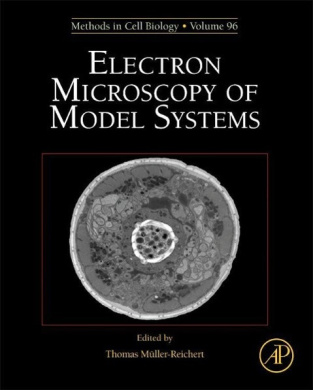 Methods in Cell Biology • Volume 96
ELECTRON
MICROSCOPY OF
MODEL SYSTEMS
Edited by
Thomas Müller-Reichert
AP